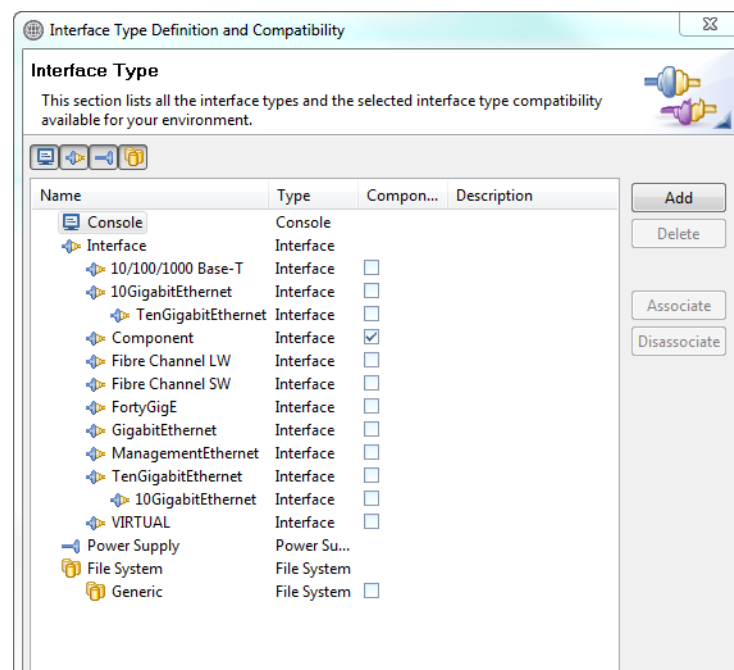 Interface Type Definition and Compatibility
Interface Type
This section lists all the interface types and the selected interface type compatibility
available for your environment.
Name Type Compon... Description
Console Console
Interface Interface
10/100/1000 Base-T Interface
10GigabitEthernet Interface
TenGigabitEthernet Interface
Component Interface
Fibre Channel LW Interface
Fibre Channel SW Interface
FortyGigE Interface
GigabitEthernet Interface
ManagementEthernet Interface
TenGigabitEthernet Interface
10GigabitEthernet Interface
VIRTUAL Interface
Power Supply Power Su...
File System File System
Generic File System
Add
Delete
Associate
Disassociate